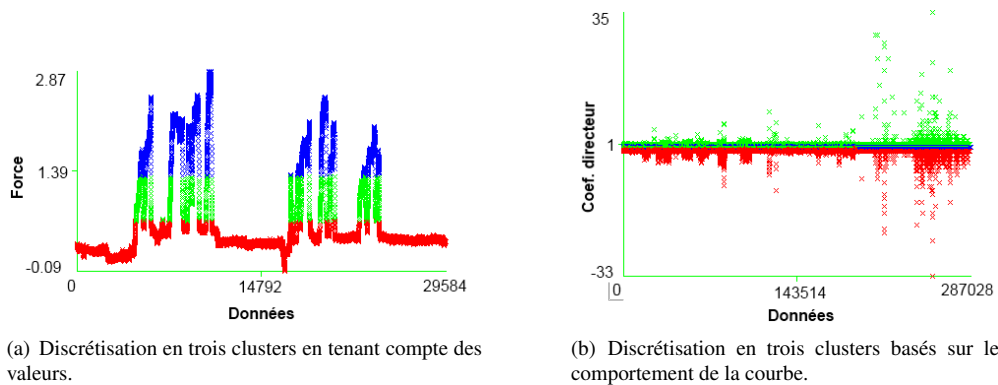 2.87
1.39
-0.09
Force
0
14792
29584
Données
(a) Discrétisation en trois clusters en tenant compte des
valeurs.
35
1
-33
Coef. directeur
0
143514
287028
Données
(b) Discrétisation en trois clusters basés sur le
comportement de la courbe.